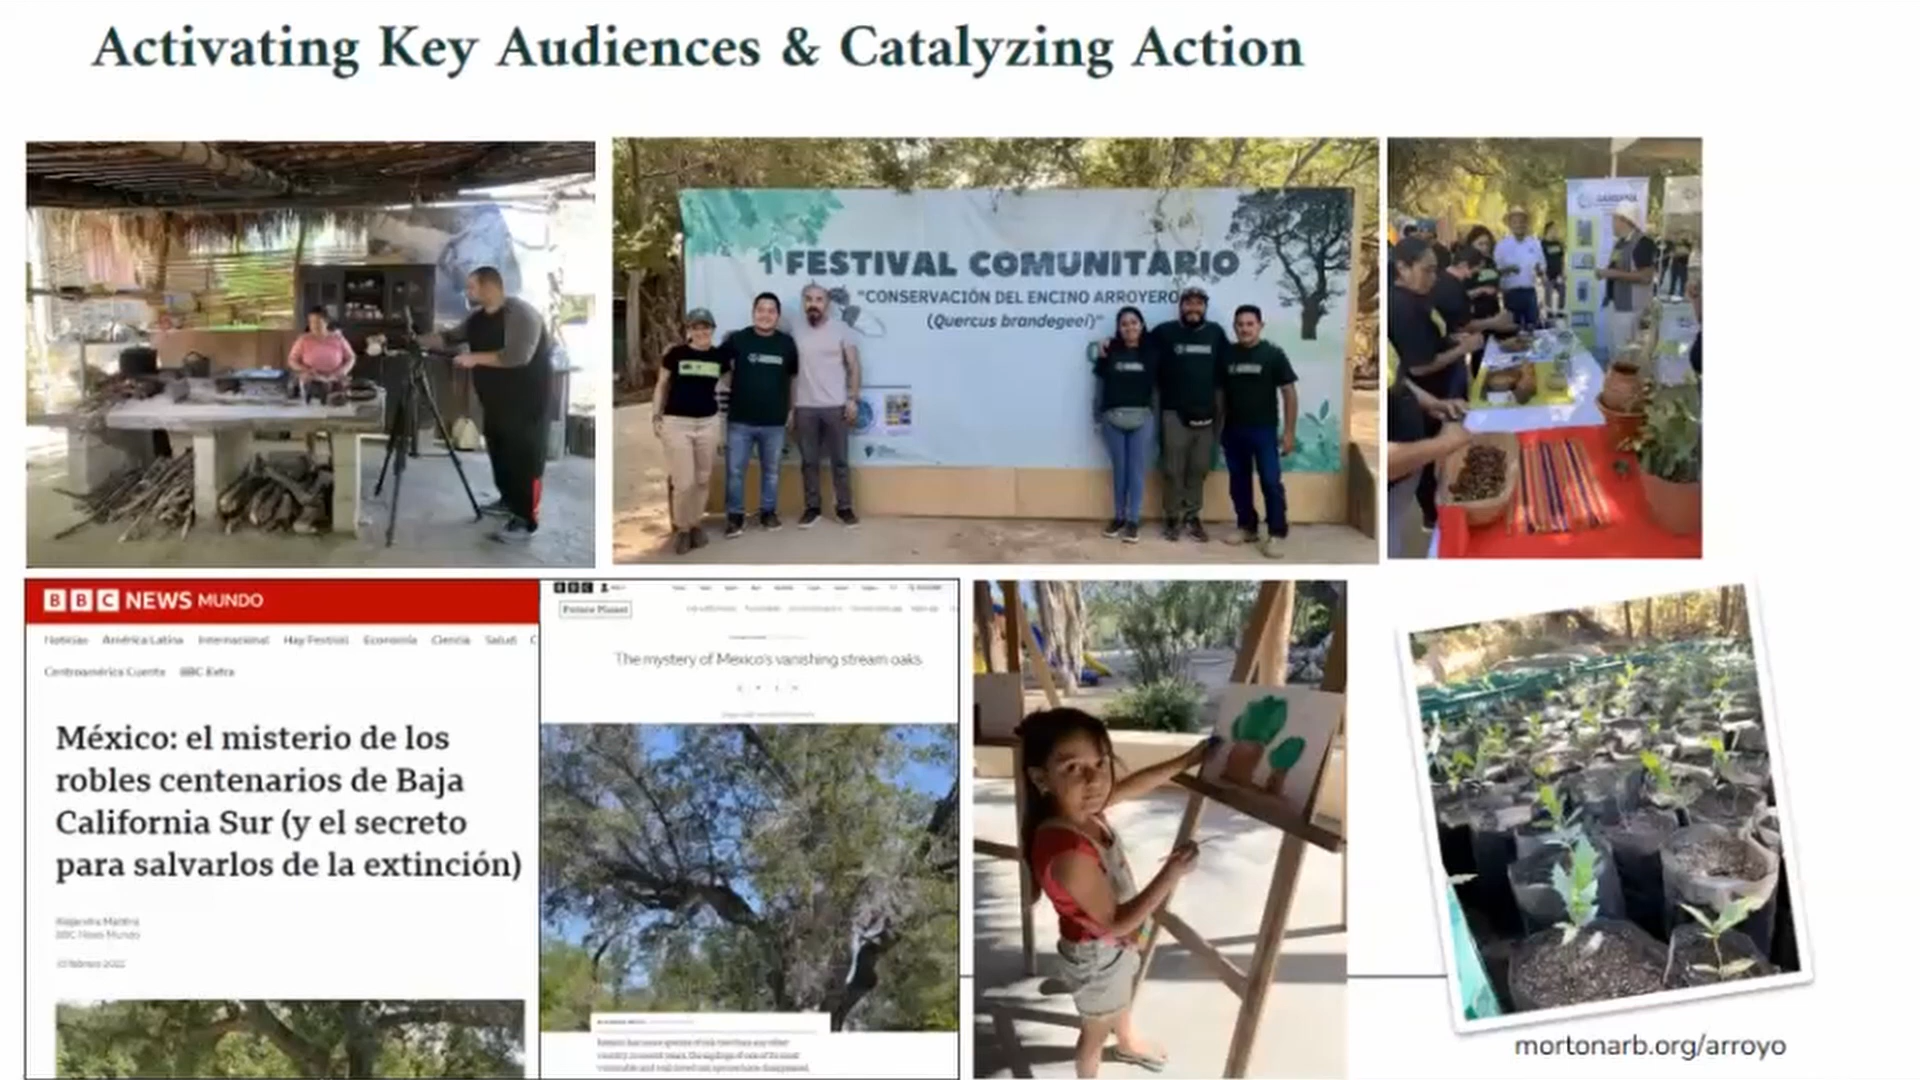 Activating Key Audiences & Catalyzing Action
1 FESTIVAL COMUNITARIO
"CONSERVACIÓN DEL ENCINO ARROYERO
(Quercus brandegeei)"
BBC NEWS MUNDO
Noticias América Latina Internacional Hay Festival Economía Ciencia Salud C
Centroamérica Cuenta BBC Extra
México: el misterio de los
robles centenarios de Baja
California Sur (y el secreto
para salvarlos de la extinción)
BBC News Mundo
BBC
Future Planet
The mystery of Mexico's vanishing stream oaks
mortonarb.org/arroyo